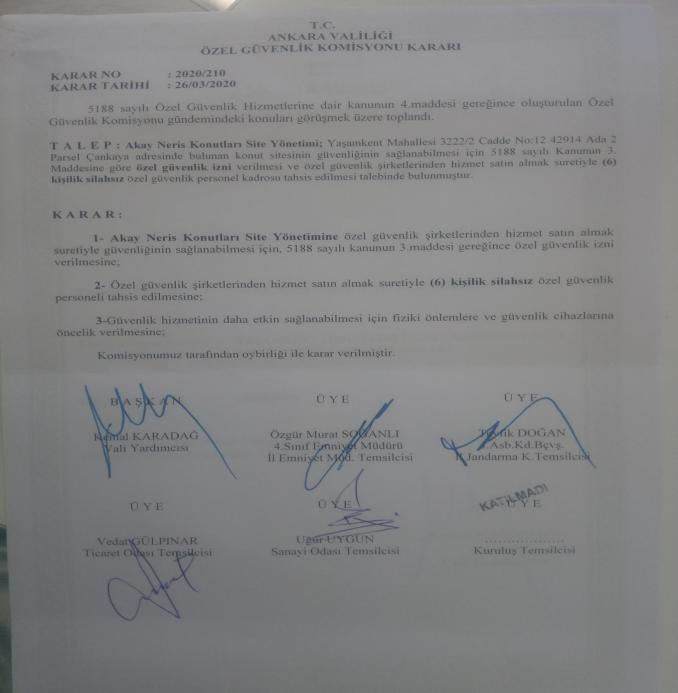 T.C.
ANKARA VALİLİĞİ
ÖZEL GÜVENLİK KOMİSYONU KARARI
KARAR NO : 2020/210
KARAR TARİHİ : 26/03/2020
5188 sayılı Özel Güvenlik Hizmetlerine dair kanunun 4.maddesi gereğince oluşturulan Özel
Güvenlik Komisyonu gündemindeki konuları görüşmek üzere toplandı.
T A L E P : Akay Neris Konutları Site Yönetimi; Yaşamkent Mahallesi 3222/2 Cadde No:12 42914 Ada 2
Parsel Çankaya adresinde bulunan konut sitesinin güvenliğinin sağlanabilmesi için 5188 sayılı Kanunun 3.
Maddesine göre özel güvenlik izni verilmesi ve özel güvenlik şirketlerinden hizmet satın almak suretiyle (6)
kişilik silahsız özel güvenlik personel kadrosu tahsis edilmesi talebinde bulunmuştur.
K A R A R :
1- Akay Neris Konutları Site Yönetimine özel güvenlik şirketlerinden hizmet satın almak
suretiyle güvenliğinin sağlanabilmesi için, 5188 sayılı kanunun 3.maddesi gereğince özel güvenlik izni
verilmesine;
2- Özel güvenlik şirketlerinden hizmet satın almak suretiyle (6) kişilik silahsız özel güvenlik
personeli tahsis edilmesine;
3-Güvenlik hizmetinin daha etkin sağlanabilmesi için fiziki önlemlere ve güvenlik cihazlarına
öncelik verilmesine;
Komisyonumuz tarafından oybirliği ile karar verilmiştir.
B A Ş K A N
Kemal KARADAĞ
Vali Yardımcısı
Ü Y E
Özgür Murat SOĞANLI
4.Sınıf Emniyet Müdürü
İl Emniyet Müd. Temsilcisi
Ü Y E
DOĞAN
Asb.Kd.Bçvş.
İl Jandarma K.Temsilcisi
Ü Y E
Vedat GÜLPINAR
Ticaret Odası Temsilcisi
Ü Y E
Uğur UYGUN
Sanayi Odası Temsilcisi
KATILMADI
Ü Y E
..................
Kuruluş Temsilcisi